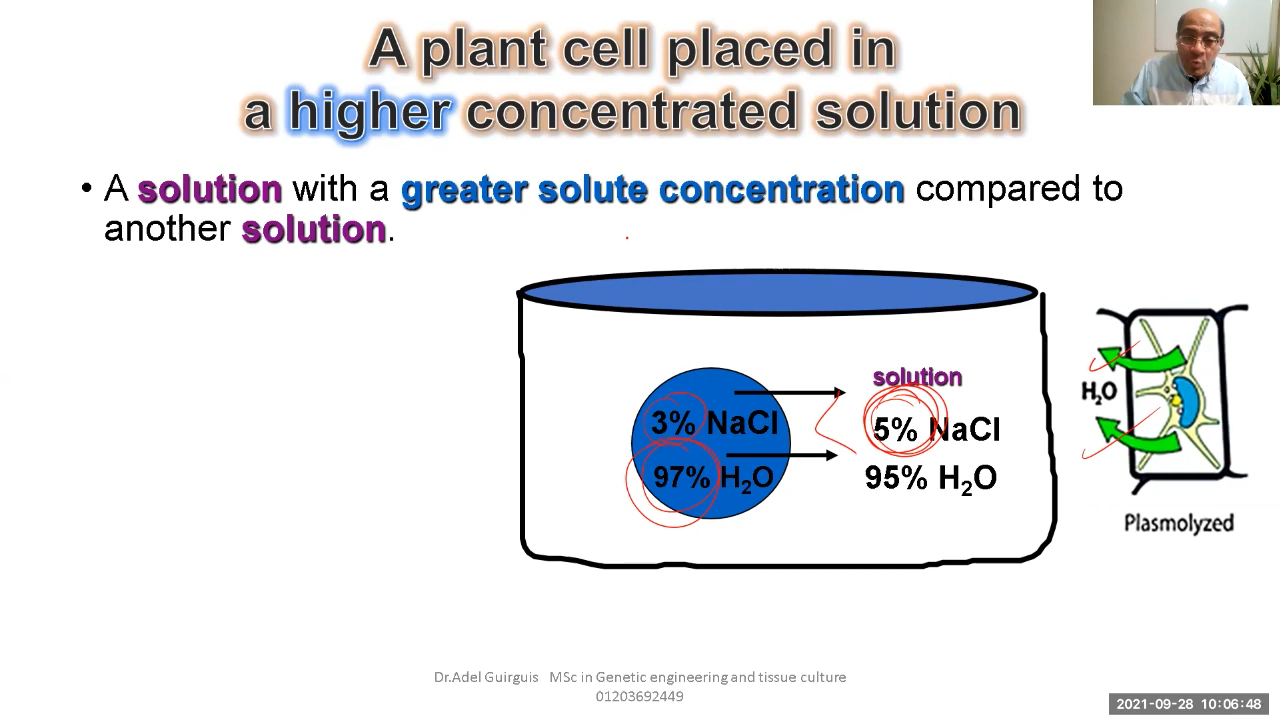 A plant cell placed in
a higher concentrated solution
• A solution with a greater solute concentration compared to
another solution.
solution
3% NaCl
5% NaCl
97% H₂O
95% H₂O
H₂O
Plasmolyzed
Dr.Adel Guirguis MSc in Genetic engineering and tissue culture
01203692449
2021-09-28 10:06:48